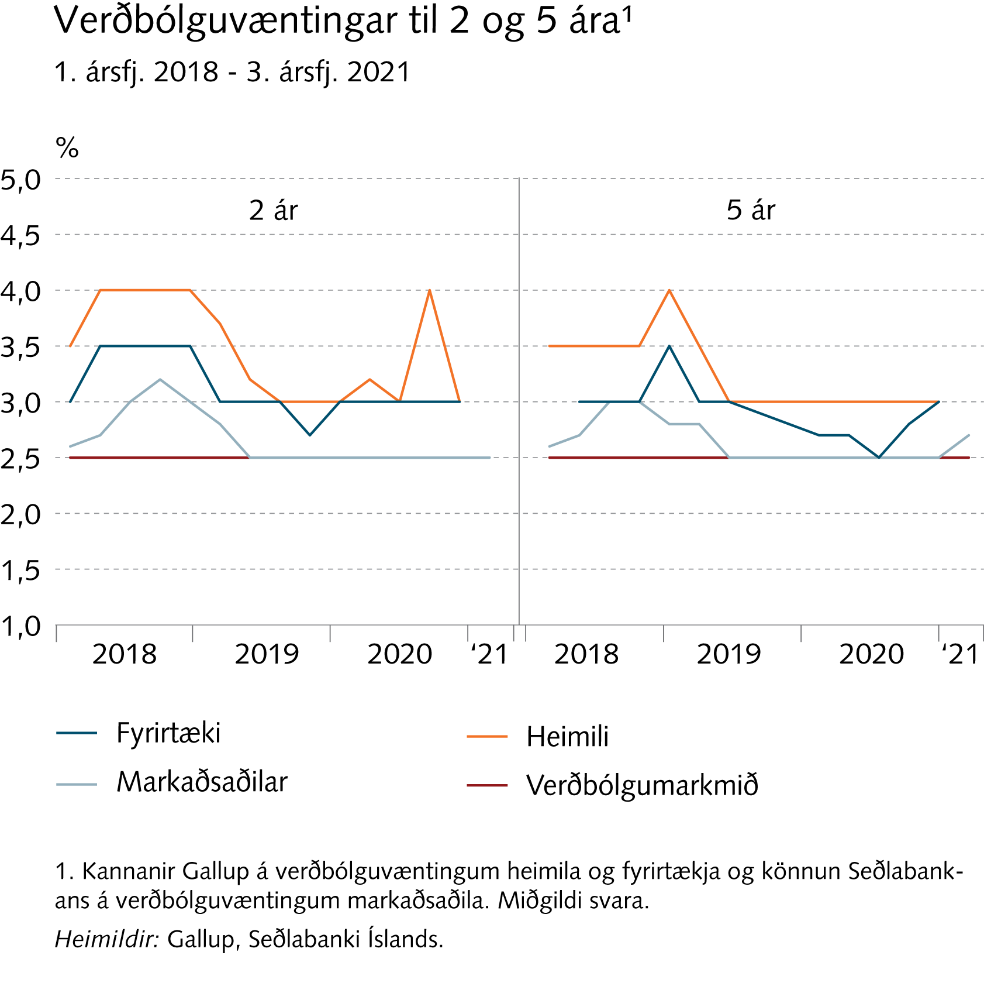 Verðbólguvæntingar til 2 og 5 ára¹
1. ársfj. 2018 - 3. ársfj. 2021
%
5,0
4,5
4,0
3,5
3,0
2,5
2,0
1,5
1,0
2 ár
5 ár
2018 2019 2020 ‘21 2018 2019 2020 ‘21
Fyrirtæki
Heimili
Markaðsaðilar
Verðbólgumarkmið
1. Kannanir Gallup á verðbólguvæntingum heimila og fyrirtækja og könnun Seðlabank-
ans á verðbólguvæntingum markaðsaðila. Miðgildi svara.
Heimildir: Gallup, Seðlabanki Íslands.